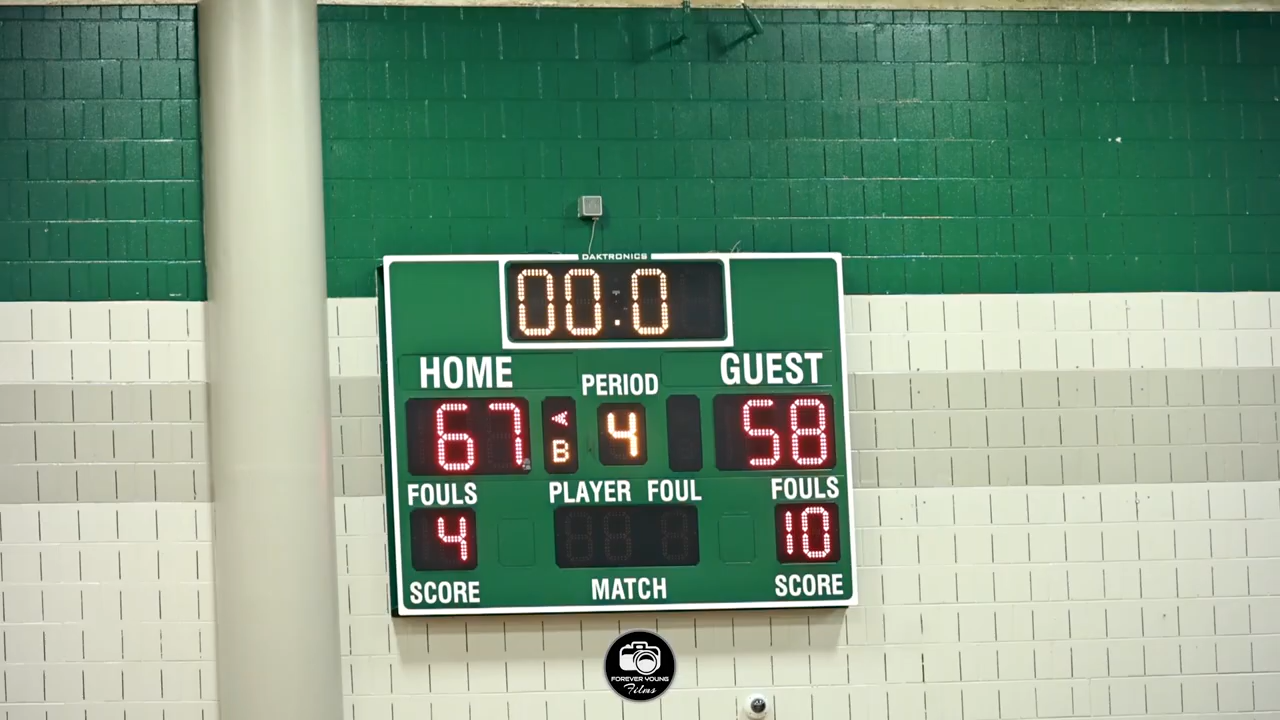 DAKTRONICS
00:0
HOME
PERIOD
GUEST
67
A
B
4
58
FOULS
PLAYER FOUL
FOULS
4
10
SCORE
MATCH
SCORE
FOREVER YOUNG
Films